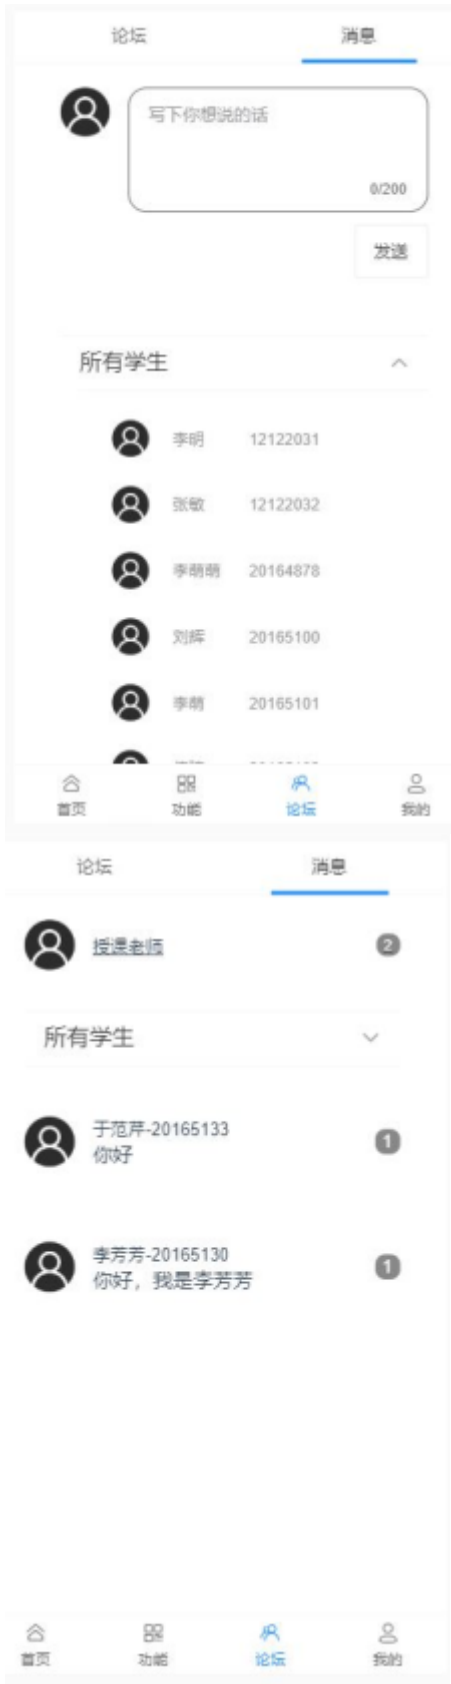 论坛 消息
写下你想说的话
0/200
发送
所有学生
李明 12122031
张敏 12122032
李萌萌 20164878
刘辉 20165100
李萌 20165101
首页 功能 论坛 我的
论坛 消息
授课老师 2
所有学生
于范芹-20165133
你好 1
李芳芳-20165130
你好，我是李芳芳 1
首页 功能 论坛 我的